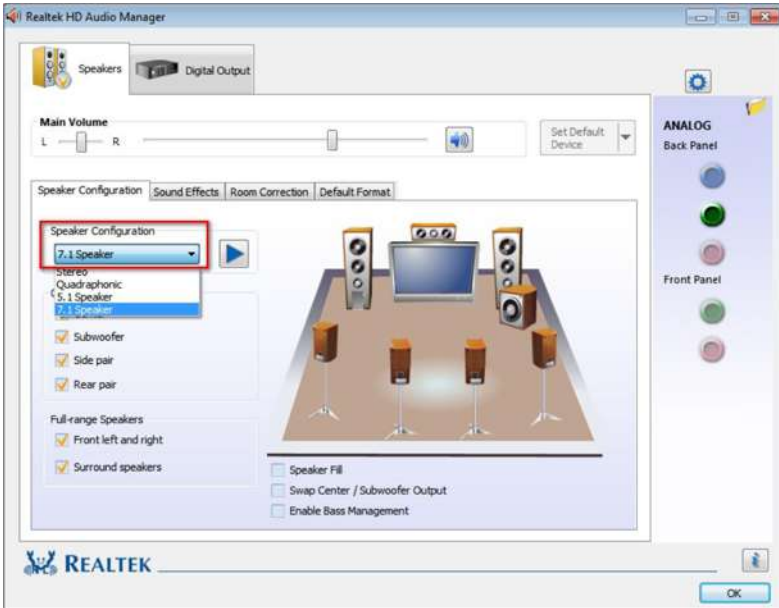 Realtek HD Audio Manager
Speakers
Digital Output
Main Volume
L
R
Set Default
Device
ANALOG
Back Panel
Speaker Configuration
Sound Effects
Room Correction
Default Format
Speaker Configuration
7.1 Speaker
Stereo
Quadraphonic
5.1 Speaker
7.1 Speaker
Front Panel
Subwoofer
Side pair
Rear pair
Full-range Speakers
Front left and right
Surround speakers
Speaker Fill
Swap Center / Subwoofer Output
Enable Bass Management
REALTEK
OK